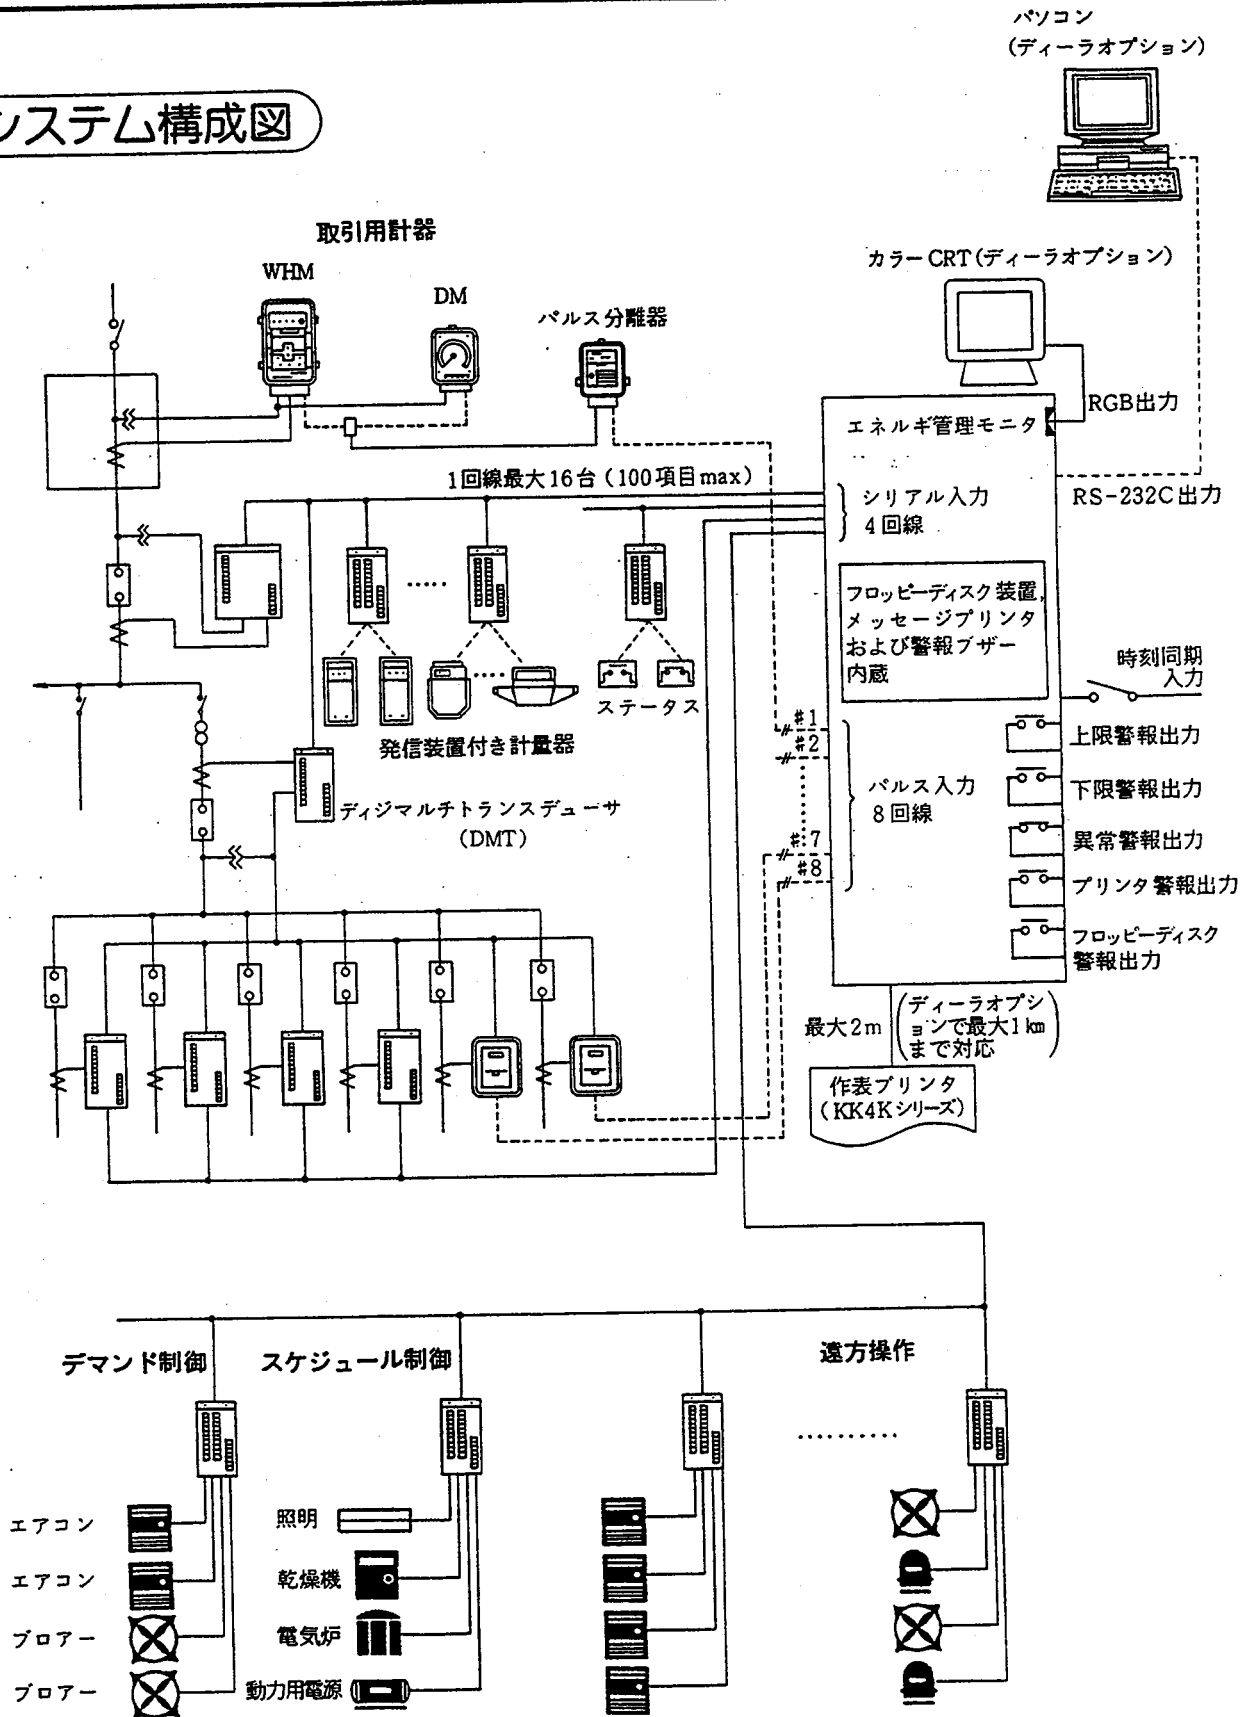 パソコン
(ディーラオプション)
システム構成図
取引用計器
WHM
DM
パルス分離器
カラーCRT(ディーラオプション)
RGB出力
エネルギ管理モニタ
1回線最大16台(100項目max)
シリアル入力
4回線
RS-232C出力
フロッピーディスク装置,
メッセージプリンタ
および警報ブザー
内蔵
時刻同期
入力
ステータス
発信装置付き計量器
#1
#2
#7
#8
パルス入力
8回線
上限警報出力
下限警報出力
異常警報出力
プリンタ警報出力
フロッピーディスク
警報出力
ディジマルチトランスデューサ
(DMT)
最大2m
(ディーラオプシ
ョンで最大1km
まで対応)
作表プリンタ
(KK4Kシリーズ)
デマンド制御
スケジュール制御
遠方操作
エアコン
エアコン
ブロアー
ブロアー
照明
乾燥機
電気炉
動力用電源